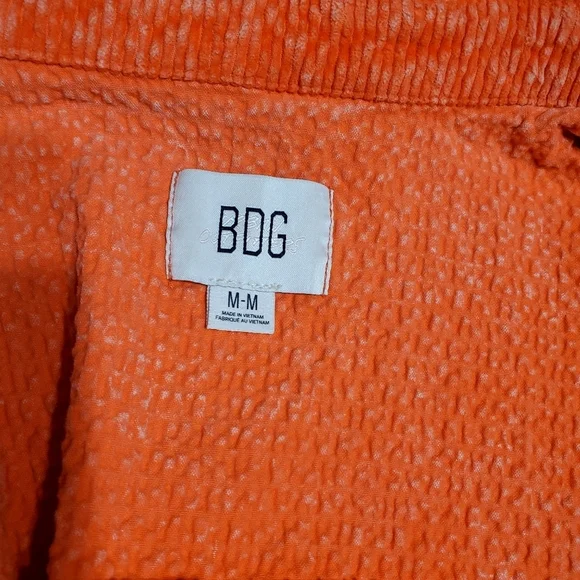 BDG
M-M
MADE IN VIETNAM
FABRIQUÉ AU VIETNAM